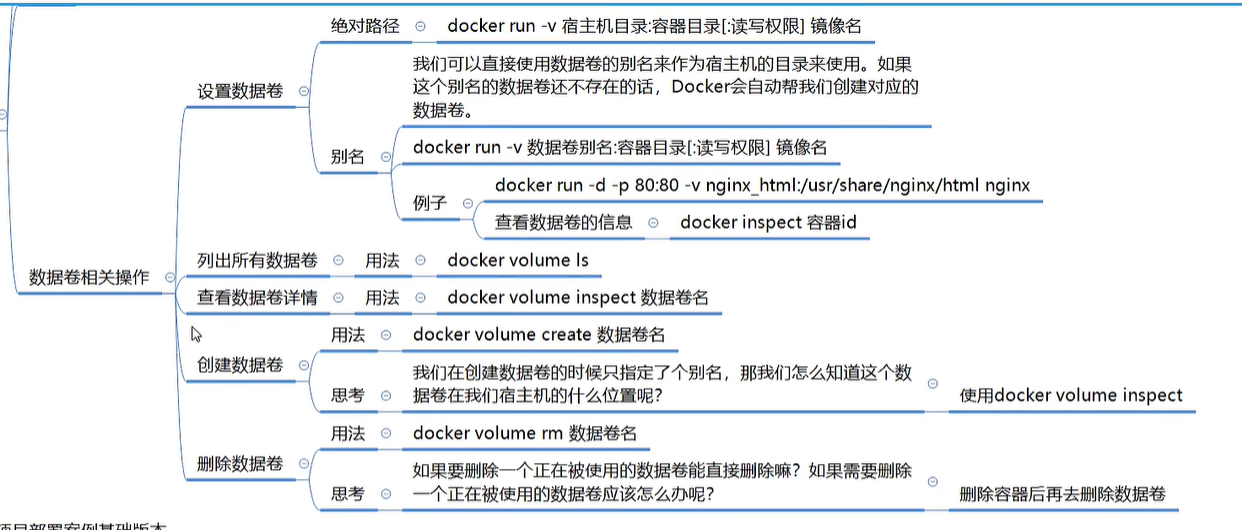 绝对路径
docker run -v 宿主机目录:容器目录[:读写权限] 镜像名
设置数据卷
我们可以直接使用数据卷的别名来作为宿主机的目录来使用。如果
这个别名的数据卷还不存在的话，Docker会自动帮我们创建对应的
数据卷。
别名
docker run -v 数据卷别名:容器目录[:读写权限] 镜像名
例子
docker run -d -p 80:80 -v nginx_html:/usr/share/nginx/html nginx
查看数据卷的信息
docker inspect 容器id
数据卷相关操作
列出所有数据卷
用法
docker volume ls
查看数据卷详情
用法
docker volume inspect 数据卷名
创建数据卷
用法
docker volume create 数据卷名
思考
我们在创建数据卷的时候只指定了个别名，那我们怎么知道这个数
据卷在我们宿主机的什么位置呢?
使用docker volume inspect
删除数据卷
用法
docker volume rm 数据卷名
思考
如果要删除一个正在被使用的数据卷能直接删除嘛? 如果需要删除
一个正在被使用的数据卷应该怎么办呢?
删除容器后再去删除数据卷
项目部署案例基础版本